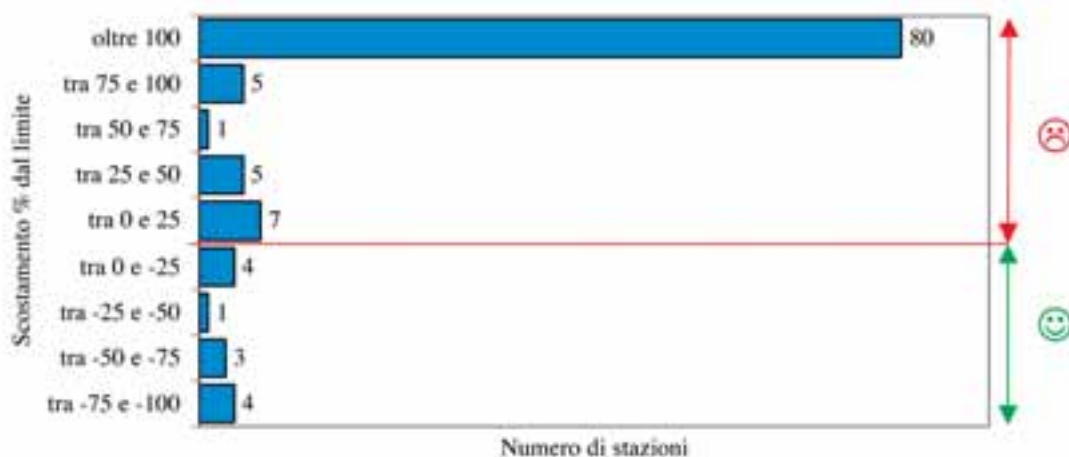 Scostamento % dal limite
oltre 100 80
tra 75 e 100 5
tra 50 e 75 1
tra 25 e 50 5
tra 0 e 25 7
tra 0 e -25 4
tra -25 e -50 1
tra -50 e -75 3
tra -75 e -100 4
Numero di stazioni